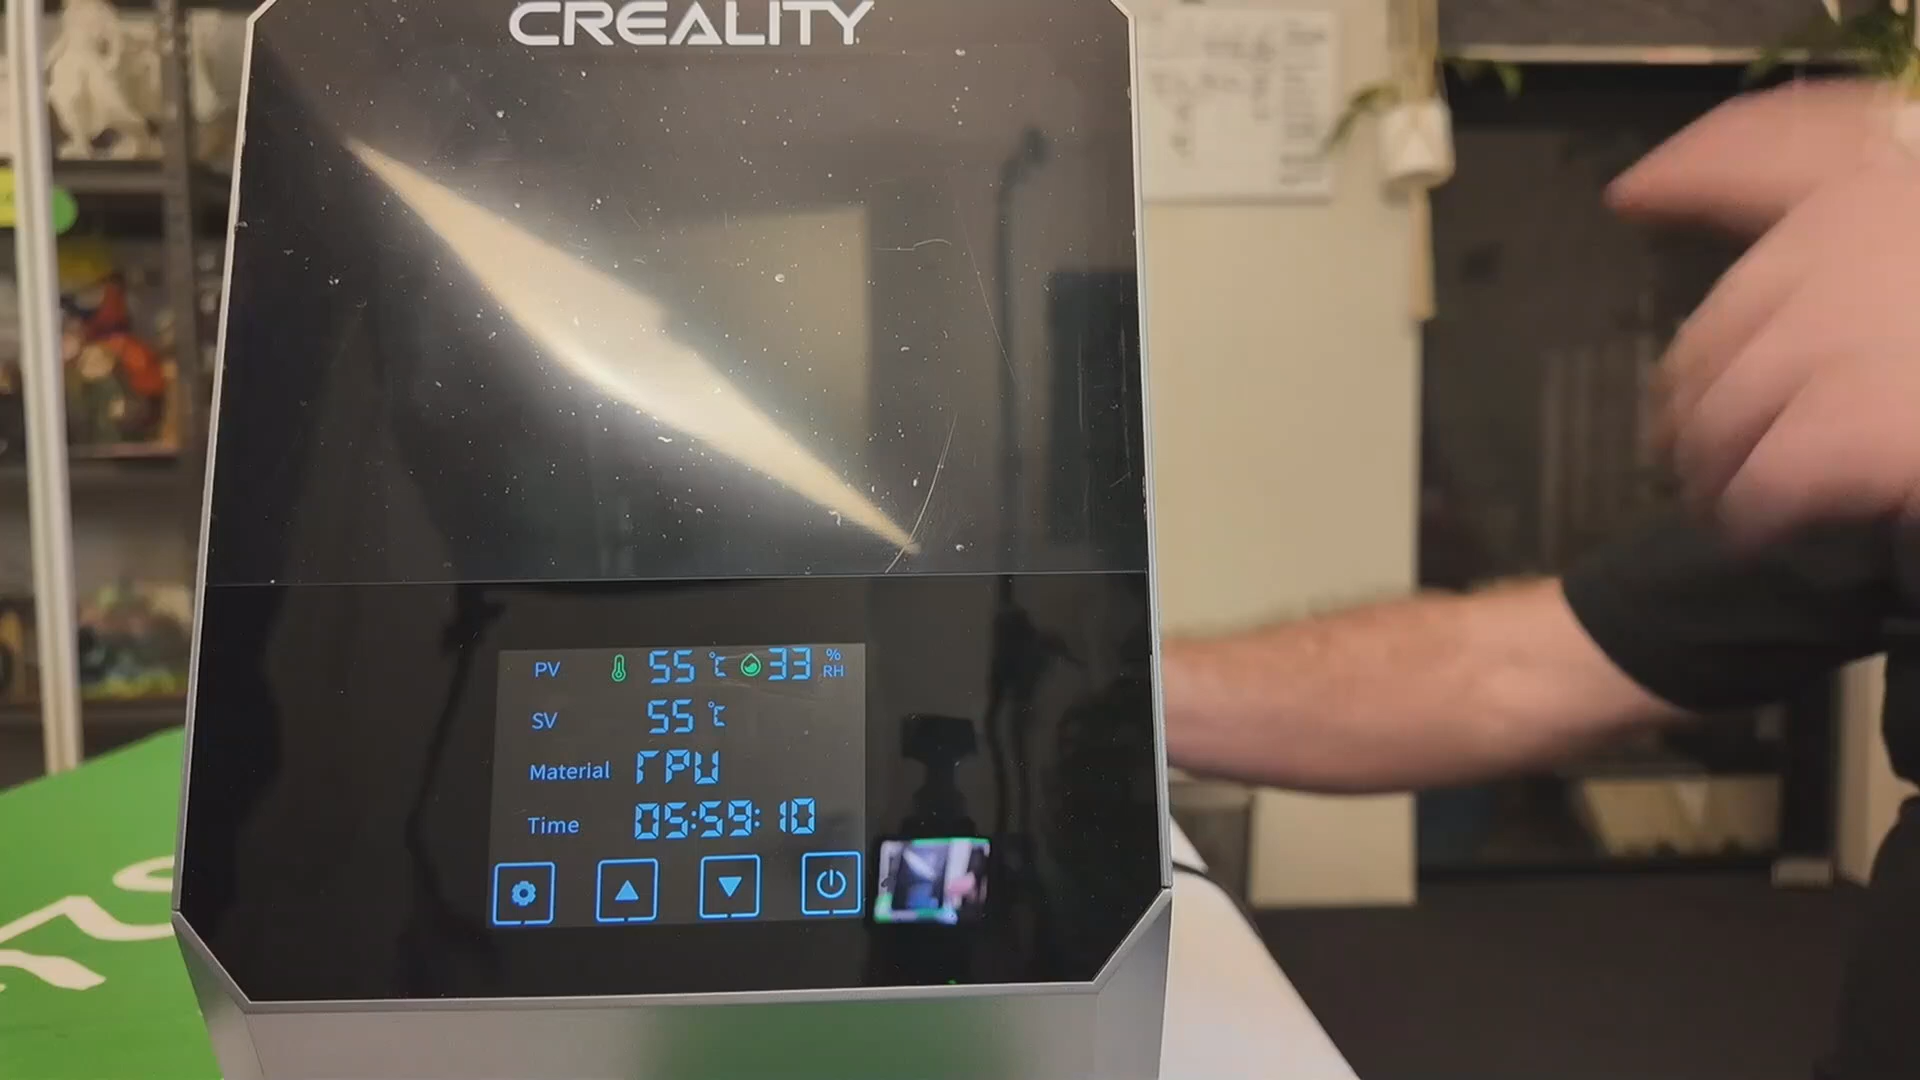 CREALITY
PV 55 ℃ 33 % RH
SV 55 ℃
Material TPU
Time 05:59:10